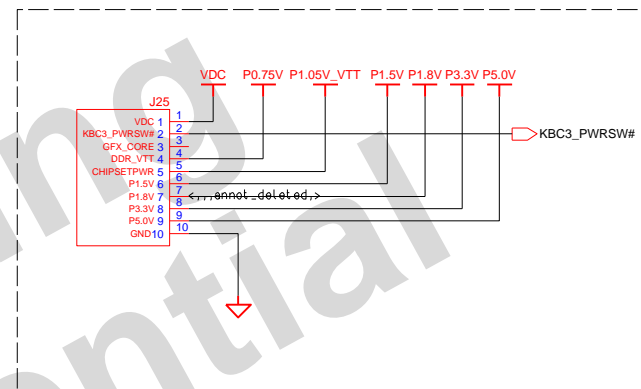 VDC P0.75V P1.05V_VTT P1.5V P1.8V P3.3V P5.0V
J25
VDC 1 1
KBC3_PWRSW# 2 2 KBC3_PWRSW#
GFX_CORE 3 3
DDR_VTT 4 4
CHIPSETPWR 5 5
P1.5V 6 6
P1.8V 7 7 <,,,annot_deleted,>
P3.3V 8 8
P5.0V 9 9
GND 10 10
ng
ential